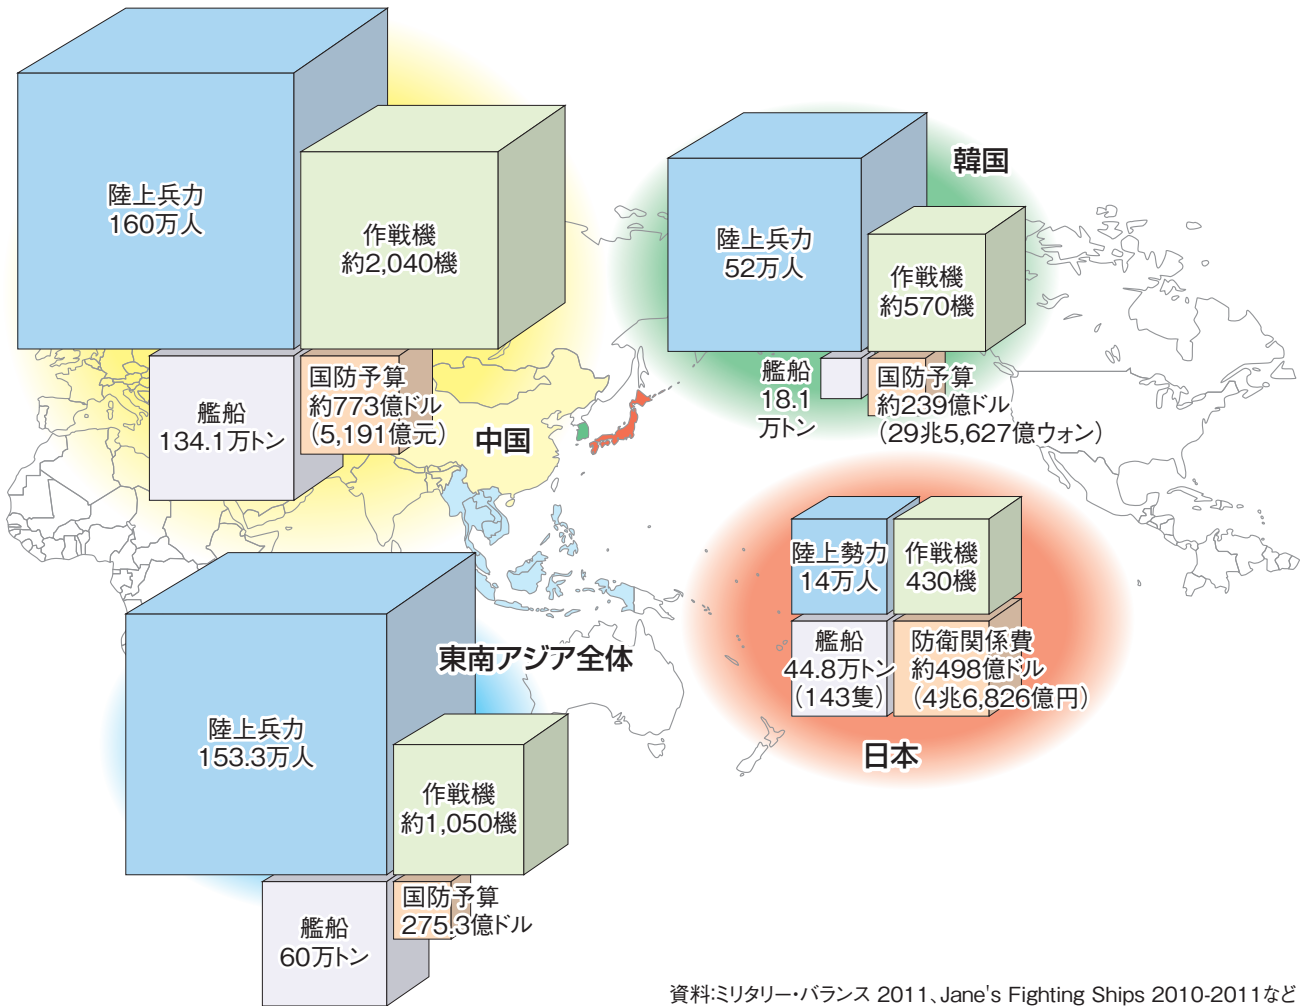 陸上兵力
160万人
作戦機
約2,040機
艦船
134.1万トン
国防予算
約773億ドル
（5,191億元）
中国
韓国
陸上兵力
52万人
作戦機
約570機
艦船
18.1
万トン
国防予算
約239億ドル
（29兆5,627億ウォン）
陸上勢力
14万人
作戦機
430機
艦船
44.8万トン
（143隻）
防衛関係費
約498億ドル
（4兆6,826億円）
日本
東南アジア全体
陸上兵力
153.3万人
作戦機
約1,050機
艦船
60万トン
国防予算
275.3億ドル
資料:ミリタリー・バランス 2011、Jane's Fighting Ships 2010-2011など